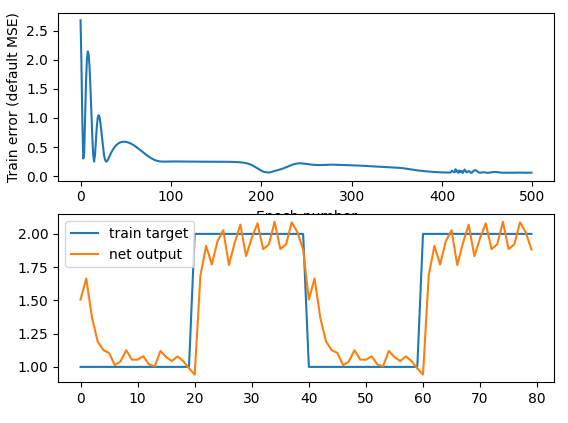 Train error (default MSE)
2.5
2.0
1.5
1.0
0.5
0.0
0 100 200 300 400 500
Epoch number
2.00
1.75
1.50
1.25
1.00
train target
net output
0 10 20 30 40 50 60 70 80